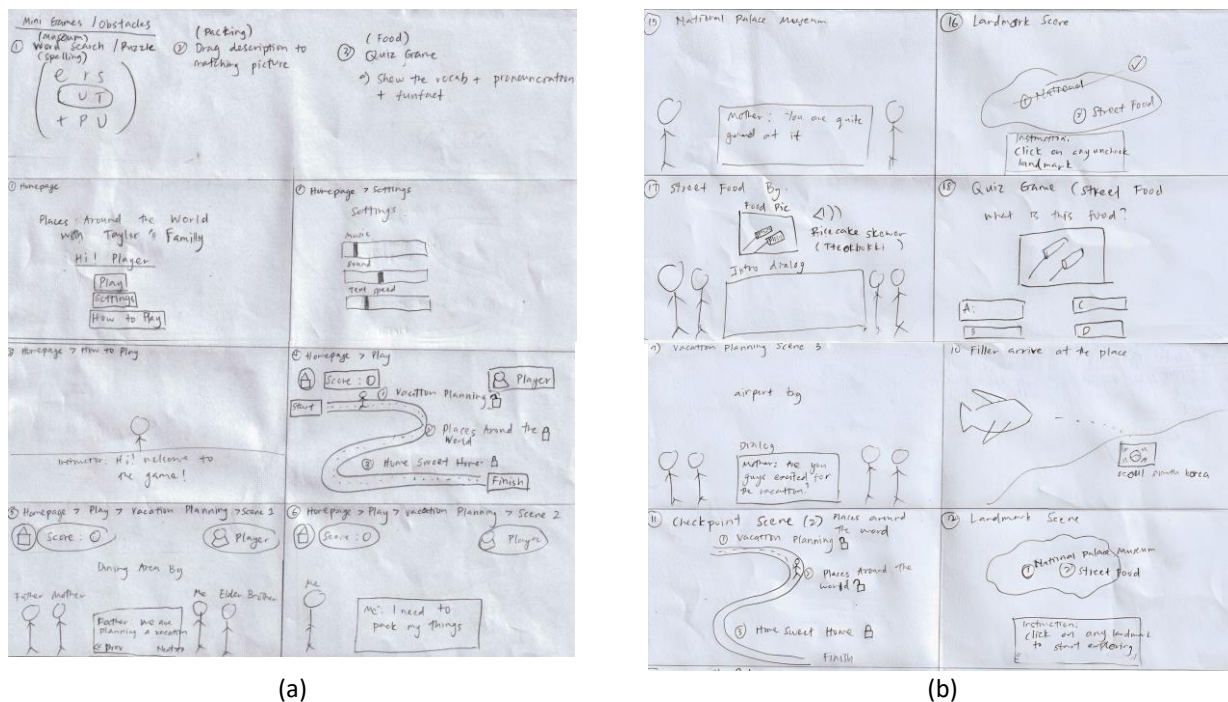 Mini Games / Obstacles
(museum)
① Word Search / Puzzle
(spelling)
e r s
U T
t P U
(Packing)
② Drag description to
matching picture
(Food)
③ Quiz Game
a) Show the vocab + pronounciation
+ funfact
① Homepage
Places Around the World
with Taylor's Familly
Hi! Player
Play
Settings
How to Play
② Homepage > Settings
Settings
Music
Sound
Text speed
Homepage > How to Play
Instructor: Hi! welcome to
the game!
④ Homepage > Play
Score: 0
Player
Start
① Vacation Planning
② Places Around the
World
③ Home Sweet Home
Finish
⑤ Homepage > Play > Vacation Planning > Scene 1
Score: 0
Player
Dining Area Bg
Father Mother
Me Elder Brother
Father: We are
planning a vacation
Prev
⑥ Homepage > Play > vacation Planning > Scene 2
Score: 0
Player
Me
Me: I need to
pack my things
(a)
⑮ National Palace Museum
Mother: You are quite
good at it
⑯ Landmark Scene
① National
② Street Food
Instruction:
Click on any uncheck
landmark
⑰ Street Food Bg.
Food Pic
Rice cake skewer
(Tteokbukki)
Intro dialog
⑱ Quiz Game (Street Food
what is this food?
A:
C
B
D
9) Vacation Planning Scene 3
airport bg
Dialog
Mother: Are you
guys excited for
the vacation?
10 Filler arrive at the place
korea
⑪ Checkpoint Scene (2) Places around
the word
① Vacation Planning
② Places Around the
World
③ Home Sweet Home
Finish
⑫ Landmark Scene
① National Palace Museum
② Street Food
Instruction:
Click on any landmark
to start exploring
(b)